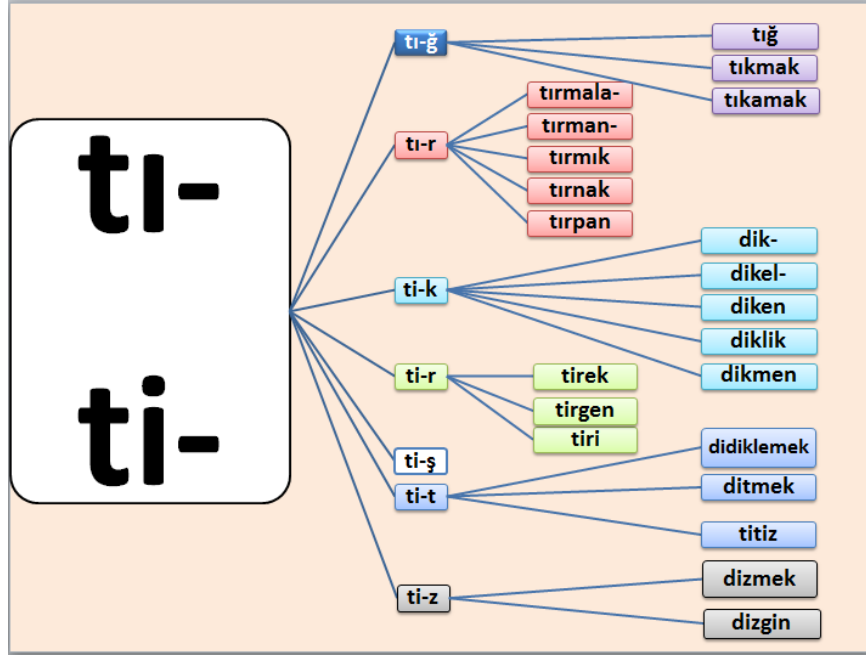 tı-
ti-
tı-ğ
tığ
tıkmak
tıkamak
tı-r
tırmala-
tırman-
tırmık
tırnak
tırpan
ti-k
dik-
dikel-
diken
diklik
dikmen
ti-r
tirek
tirgen
tiri
ti-ş
ti-t
didiklemek
ditmek
titiz
ti-z
dizmek
dizgin